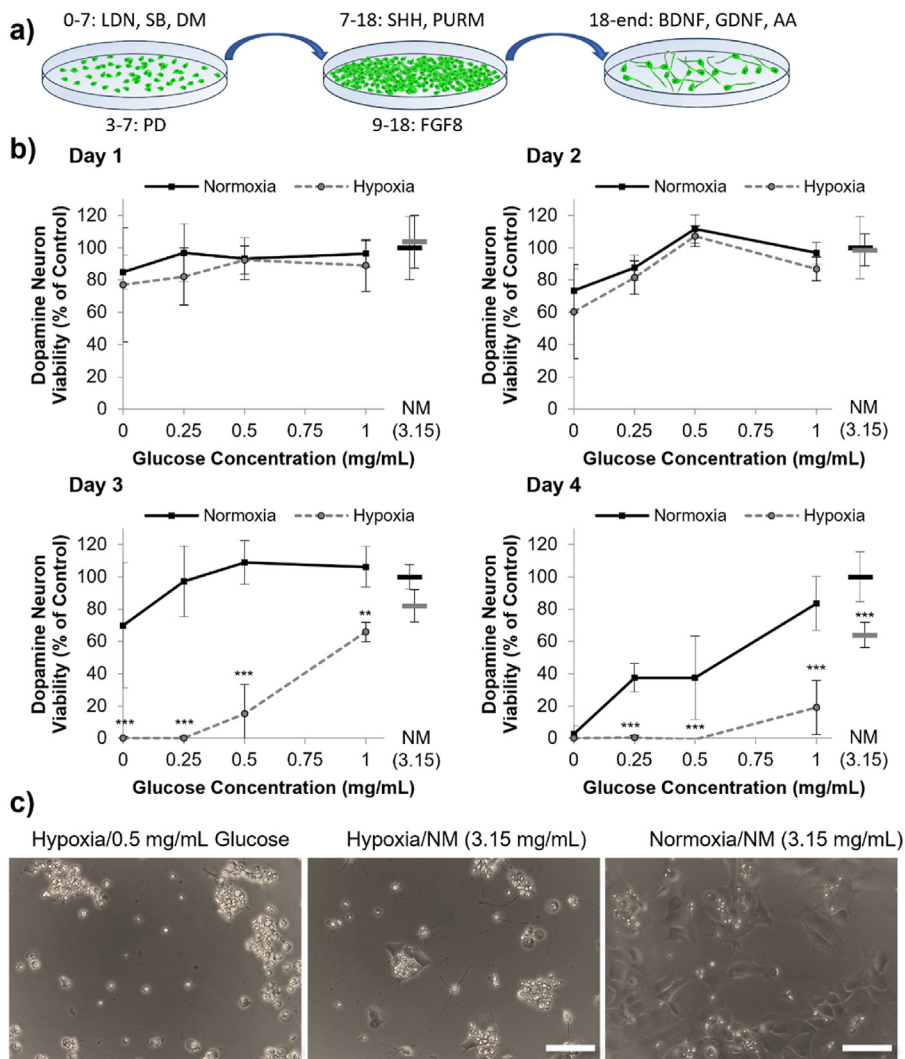 a)
0-7: LDN, SB, DM
7-18: SHH, PURM
18-end: BDNF, GDNF, AA
3-7: PD
9-18: FGF8
b)
Day 1
Normoxia
Hypoxia
Dopamine Neuron
Viability (% of Control)
120
100
80
60
40
20
0
0
0.25
0.5
0.75
1
NM
(3.15)
Glucose Concentration (mg/mL)
Day 2
Normoxia
Hypoxia
Dopamine Neuron
Viability (% of Control)
120
100
80
60
40
20
0
0
0.25
0.5
0.75
1
NM
(3.15)
Glucose Concentration (mg/mL)
Day 3
Normoxia
Hypoxia
Dopamine Neuron
Viability (% of Control)
120
100
80
60
40
20
0
***
***
***
**
0
0.25
0.5
0.75
1
NM
(3.15)
Glucose Concentration (mg/mL)
Day 4
Normoxia
Hypoxia
Dopamine Neuron
Viability (% of Control)
120
100
80
60
40
20
0
***
***
***
***
0
0.25
0.5
0.75
1
NM
(3.15)
Glucose Concentration (mg/mL)
c)
Hypoxia/0.5 mg/mL Glucose
Hypoxia/NM (3.15 mg/mL)
Normoxia/NM (3.15 mg/mL)